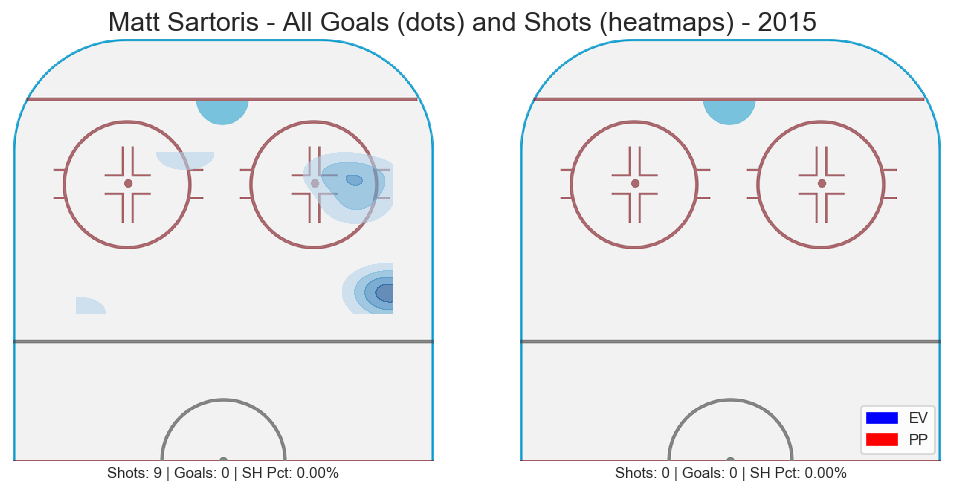 Matt Sartoris - All Goals (dots) and Shots (heatmaps) - 2015
EV
PP
Shots: 9 | Goals: 0 | SH Pct: 0.00%
Shots: 0 | Goals: 0 | SH Pct: 0.00%